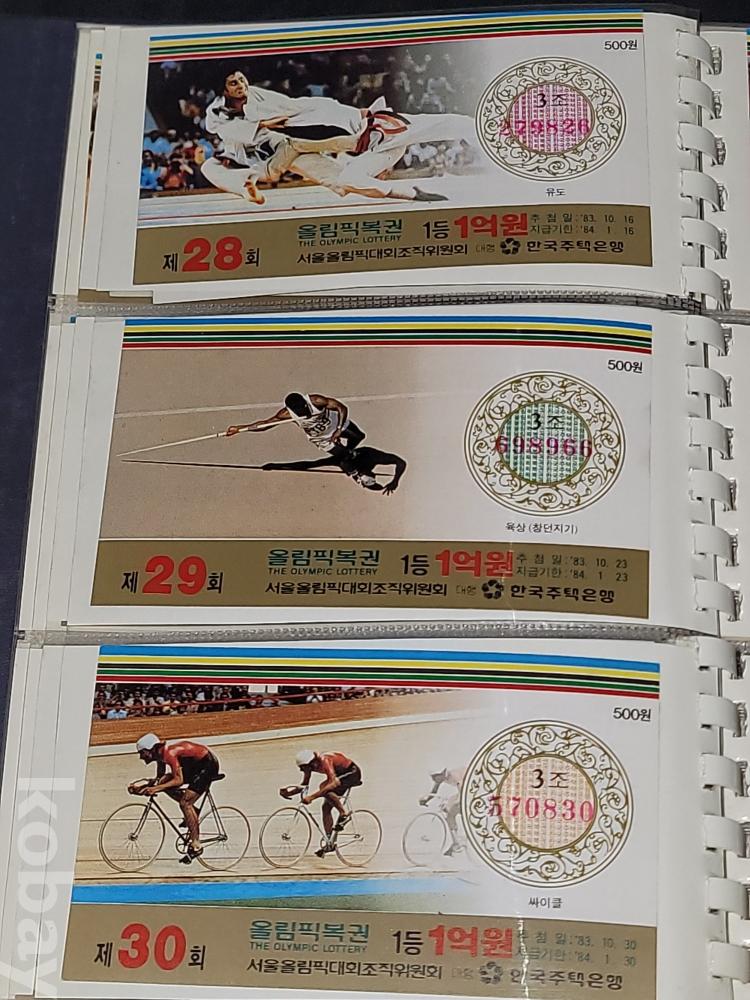 500원
3조
279826
유도
올림픽복권 1등 1억원 추첨일:'83. 10. 16
THE OLYMPIC LOTTERY 지급기한:'84. 1. 16
제28회 서울올림픽대회조직위원회 대행 한국주택은행
500원
3조
698966
육상(창던지기)
올림픽복권 1등 1억원 추첨일:'83. 10. 23
THE OLYMPIC LOTTERY 지급기한:'84. 1. 23
제29회 서울올림픽대회조직위원회 대행 한국주택은행
500원
3조
570830
싸이클
올림픽복권 1등 1억원 추첨일:'83. 10. 30
THE OLYMPIC LOTTERY 지급기한:'84. 1. 30
제30회 서울올림픽대회조직위원회 대행 한국주택은행
kobay